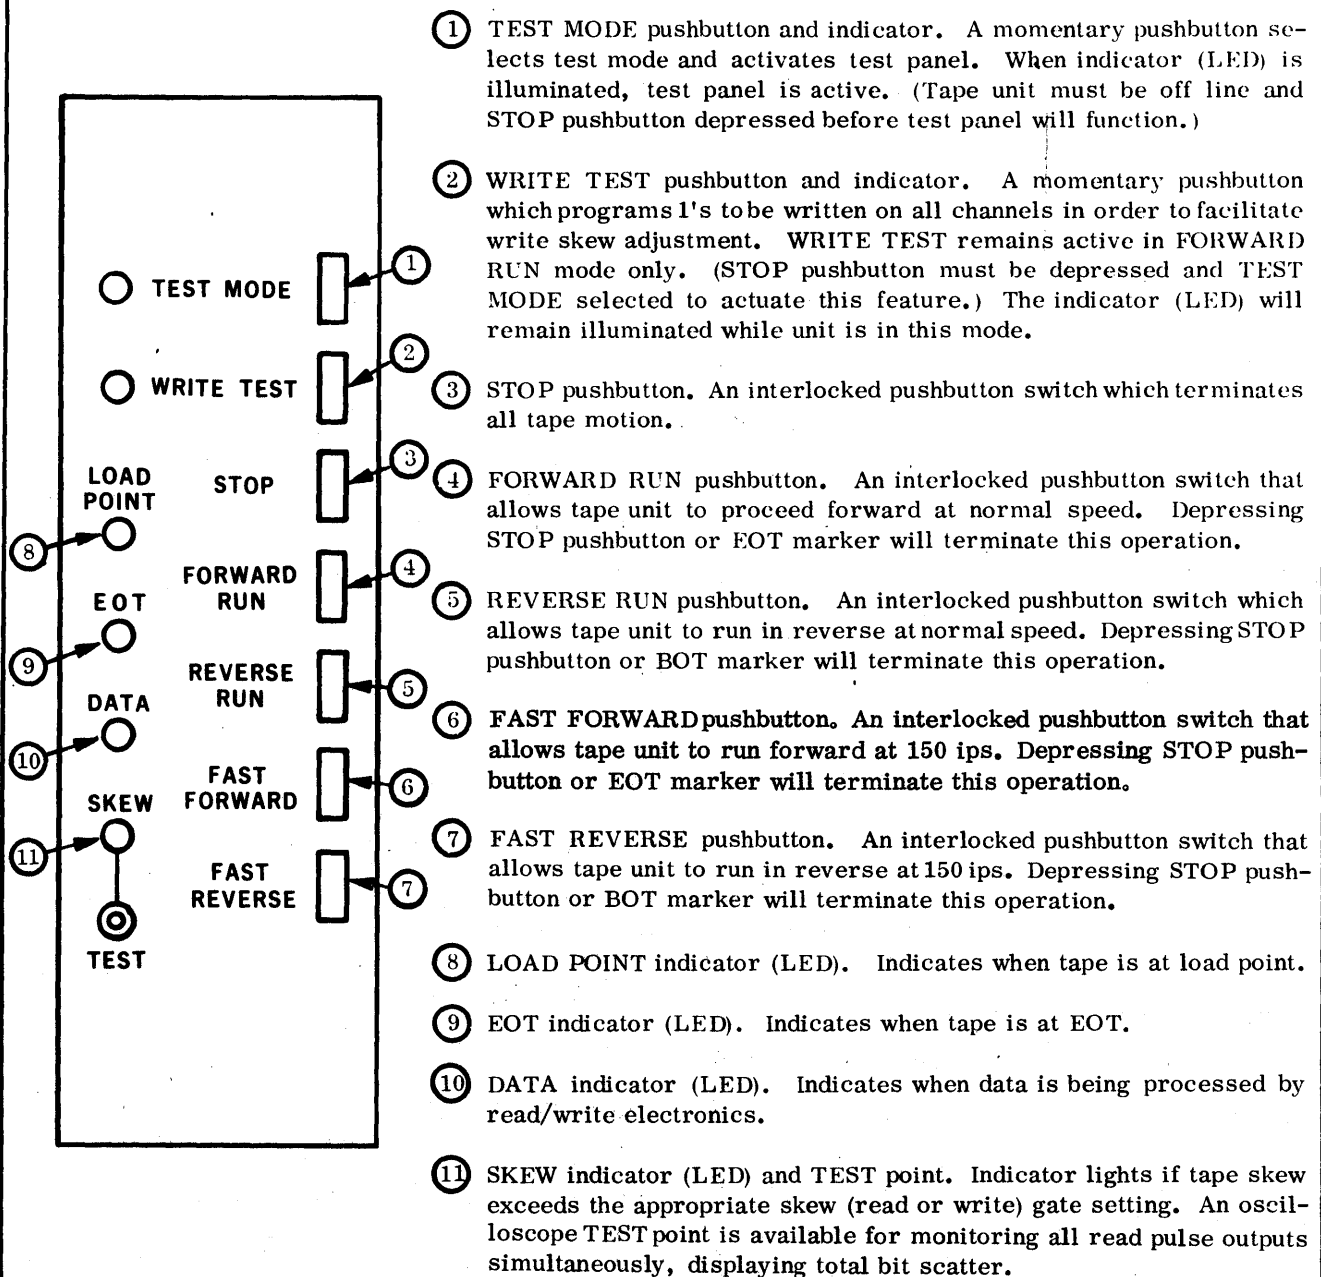 TEST MODE
WRITE TEST
LOAD
POINT
STOP
FORWARD
RUN
EOT
REVERSE
RUN
DATA
FAST
FORWARD
SKEW
FAST
REVERSE
TEST
1
2
3
4
5
6
7
8
9
10
11
1 TEST MODE pushbutton and indicator. A momentary pushbutton se-
lects test mode and activates test panel. When indicator (LED) is
illuminated, test panel is active. (Tape unit must be off line and
STOP pushbutton depressed before test panel will function.)
2 WRITE TEST pushbutton and indicator. A momentary pushbutton
which programs 1's to be written on all channels in order to facilitate
write skew adjustment. WRITE TEST remains active in FORWARD
RUN mode only. (STOP pushbutton must be depressed and TEST
MODE selected to actuate this feature.) The indicator (LED) will
remain illuminated while unit is in this mode.
3 STOP pushbutton. An interlocked pushbutton switch which terminates
all tape motion.
4 FORWARD RUN pushbutton. An interlocked pushbutton switch that
allows tape unit to proceed forward at normal speed. Depressing
STOP pushbutton or EOT marker will terminate this operation.
5 REVERSE RUN pushbutton. An interlocked pushbutton switch which
allows tape unit to run in reverse at normal speed. Depressing STOP
pushbutton or BOT marker will terminate this operation.
6 FAST FORWARD pushbutton. An interlocked pushbutton switch that
allows tape unit to run forward at 150 ips. Depressing STOP push-
button or EOT marker will terminate this operation.
7 FAST REVERSE pushbutton. An interlocked pushbutton switch that
allows tape unit to run in reverse at 150 ips. Depressing STOP push-
button or BOT marker will terminate this operation.
8 LOAD POINT indicator (LED). Indicates when tape is at load point.
9 EOT indicator (LED). Indicates when tape is at EOT.
10 DATA indicator (LED). Indicates when data is being processed by
read/write electronics.
11 SKEW indicator (LED) and TEST point. Indicator lights if tape skew
exceeds the appropriate skew (read or write) gate setting. An oscil-
loscope TEST point is available for monitoring all read pulse outputs
simultaneously, displaying total bit scatter.